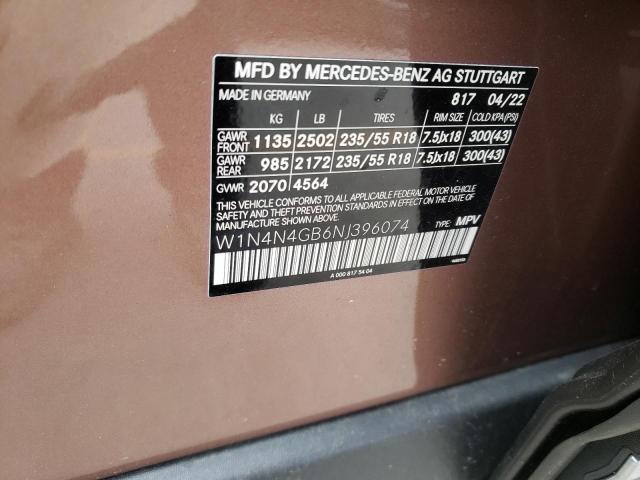 MFD BY MERCEDES-BENZ AG STUTTGART
MADE IN GERMANY 817 04/22
KG LB TIRES RIM SIZE COLD KPA(PSI)
GAWR FRONT 1135 2502 235/55 R18 7.5Jx18 300(43)
GAWR REAR 985 2172 235/55 R18 7.5Jx18 300(43)
GVWR 2070 4564
THIS VEHICLE CONFORMS TO ALL APPLICABLE FEDERAL MOTOR VEHICLE
SAFETY AND THEFT PREVENTION STANDARDS IN EFFECT ON THE DATE OF
MANUFACTURE SHOWN ABOVE.
W1N4N4GB6NJ396074 TYPE: MPV
A 000 817 54 04